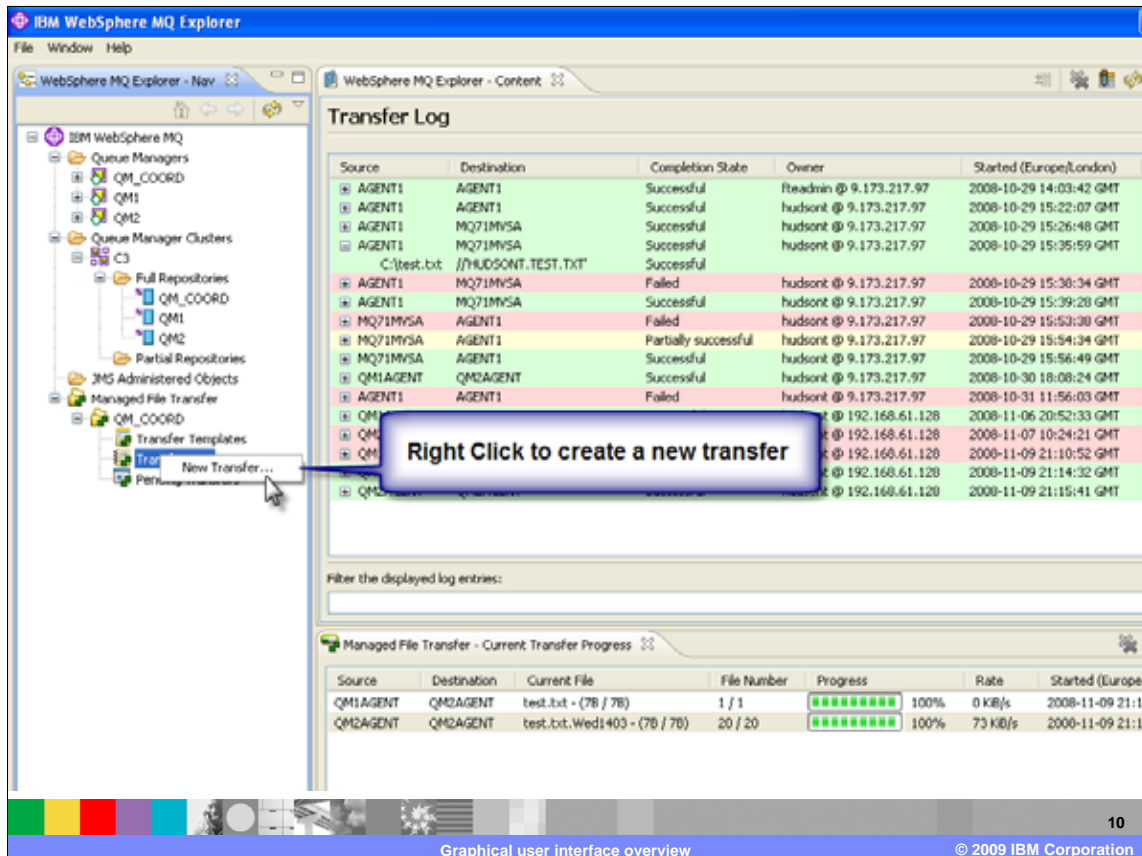 IBM WebSphere MQ Explorer
File Window Help
WebSphere MQ Explorer - Nav
IBM WebSphere MQ
Queue Managers
QM_COORD
QM1
QM2
Queue Manager Clusters
C3
Full Repositories
QM_COORD
QM1
QM2
Partial Repositories
JMS Administered Objects
Managed File Transfer
QM_COORD
Transfer Templates
New Transfer...
WebSphere MQ Explorer - Content
Transfer Log
Source Destination Completion State Owner Started (Europe/London)
AGENT1 AGENT1 Successful fteadmin @ 9.173.217.97 2008-10-29 14:03:42 GMT
AGENT1 AGENT1 Successful hudsont @ 9.173.217.97 2008-10-29 15:22:07 GMT
AGENT1 MQ71MVSA Successful hudsont @ 9.173.217.97 2008-10-29 15:26:48 GMT
AGENT1 MQ71MVSA Successful hudsont @ 9.173.217.97 2008-10-29 15:35:59 GMT
C:\test.txt //'HUDSONT.TEST.TXT' Successful
AGENT1 MQ71MVSA Failed hudsont @ 9.173.217.97 2008-10-29 15:38:34 GMT
AGENT1 MQ71MVSA Successful hudsont @ 9.173.217.97 2008-10-29 15:39:28 GMT
MQ71MVSA AGENT1 Failed hudsont @ 9.173.217.97 2008-10-29 15:53:38 GMT
MQ71MVSA AGENT1 Partially successful hudsont @ 9.173.217.97 2008-10-29 15:54:34 GMT
MQ71MVSA AGENT1 Successful hudsont @ 9.173.217.97 2008-10-29 15:56:49 GMT
QM1AGENT QM2AGENT Successful hudsont @ 9.173.217.97 2008-10-30 18:08:24 GMT
AGENT1 AGENT1 Failed hudsont @ 9.173.217.97 2008-10-31 11:56:03 GMT
@ 192.168.61.128 2008-11-06 20:52:33 GMT
@ 192.168.61.128 2008-11-07 10:24:21 GMT
@ 192.168.61.128 2008-11-09 21:10:52 GMT
@ 192.168.61.128 2008-11-09 21:14:32 GMT
@ 192.168.61.128 2008-11-09 21:15:41 GMT
Right Click to create a new transfer
Filter the displayed log entries:
Managed File Transfer - Current Transfer Progress
Source Destination Current File File Number Progress Rate Started (Europe
QM1AGENT QM2AGENT test.txt - (7B / 7B) 1 / 1 100% 0 KiB/s 2008-11-09 21:1
QM2AGENT QM2AGENT test.txt.Wed1403 - (7B / 7B) 20 / 20 100% 73 KiB/s 2008-11-09 21:1
10
Graphical user interface overview
© 2009 IBM Corporation